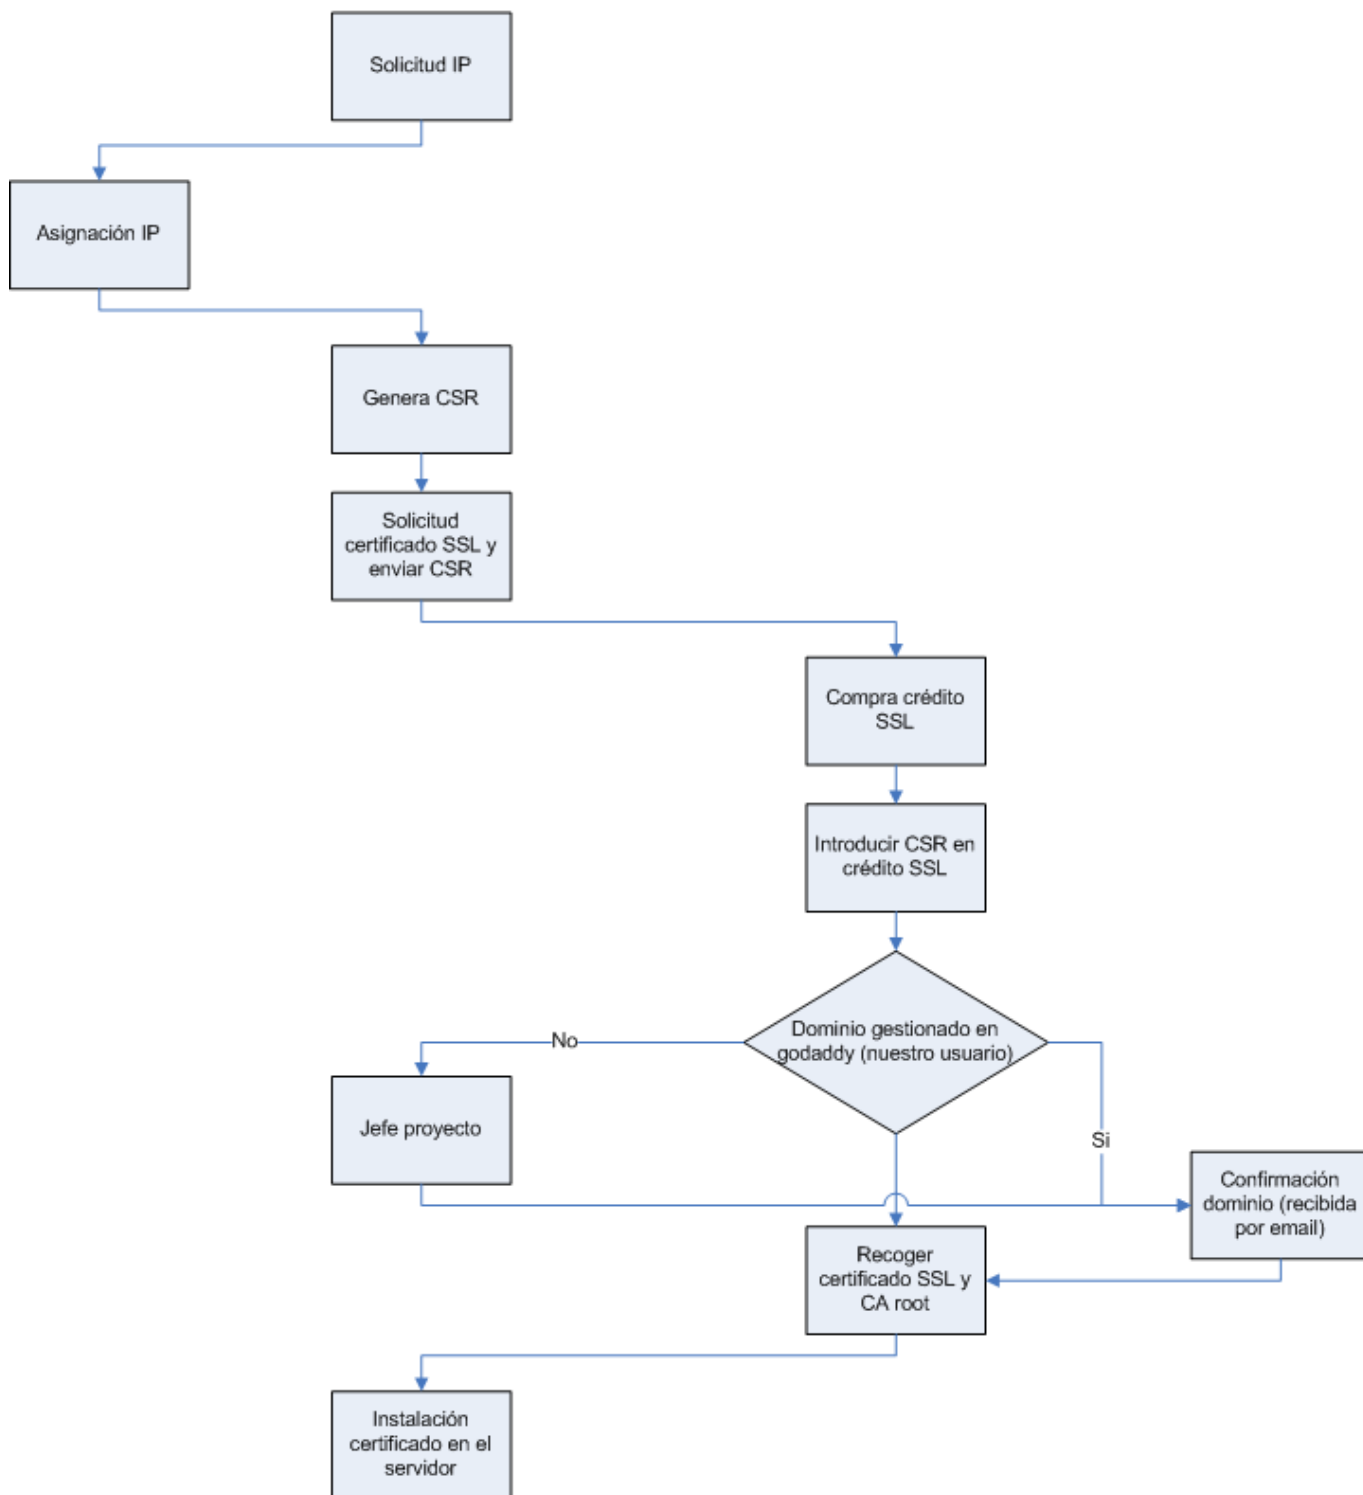 Solicitud IP
Asignación IP
Genera CSR
Solicitud
certificado SSL y
enviar CSR
Compra crédito
SSL
Introducir CSR en
crédito SSL
Dominio gestionado en
godaddy (nuestro usuario)
No
Jefe proyecto
Si
Confirmación
dominio (recibida
por email)
Recoger
certificado SSL y
CA root
Instalación
certificado en el
servidor